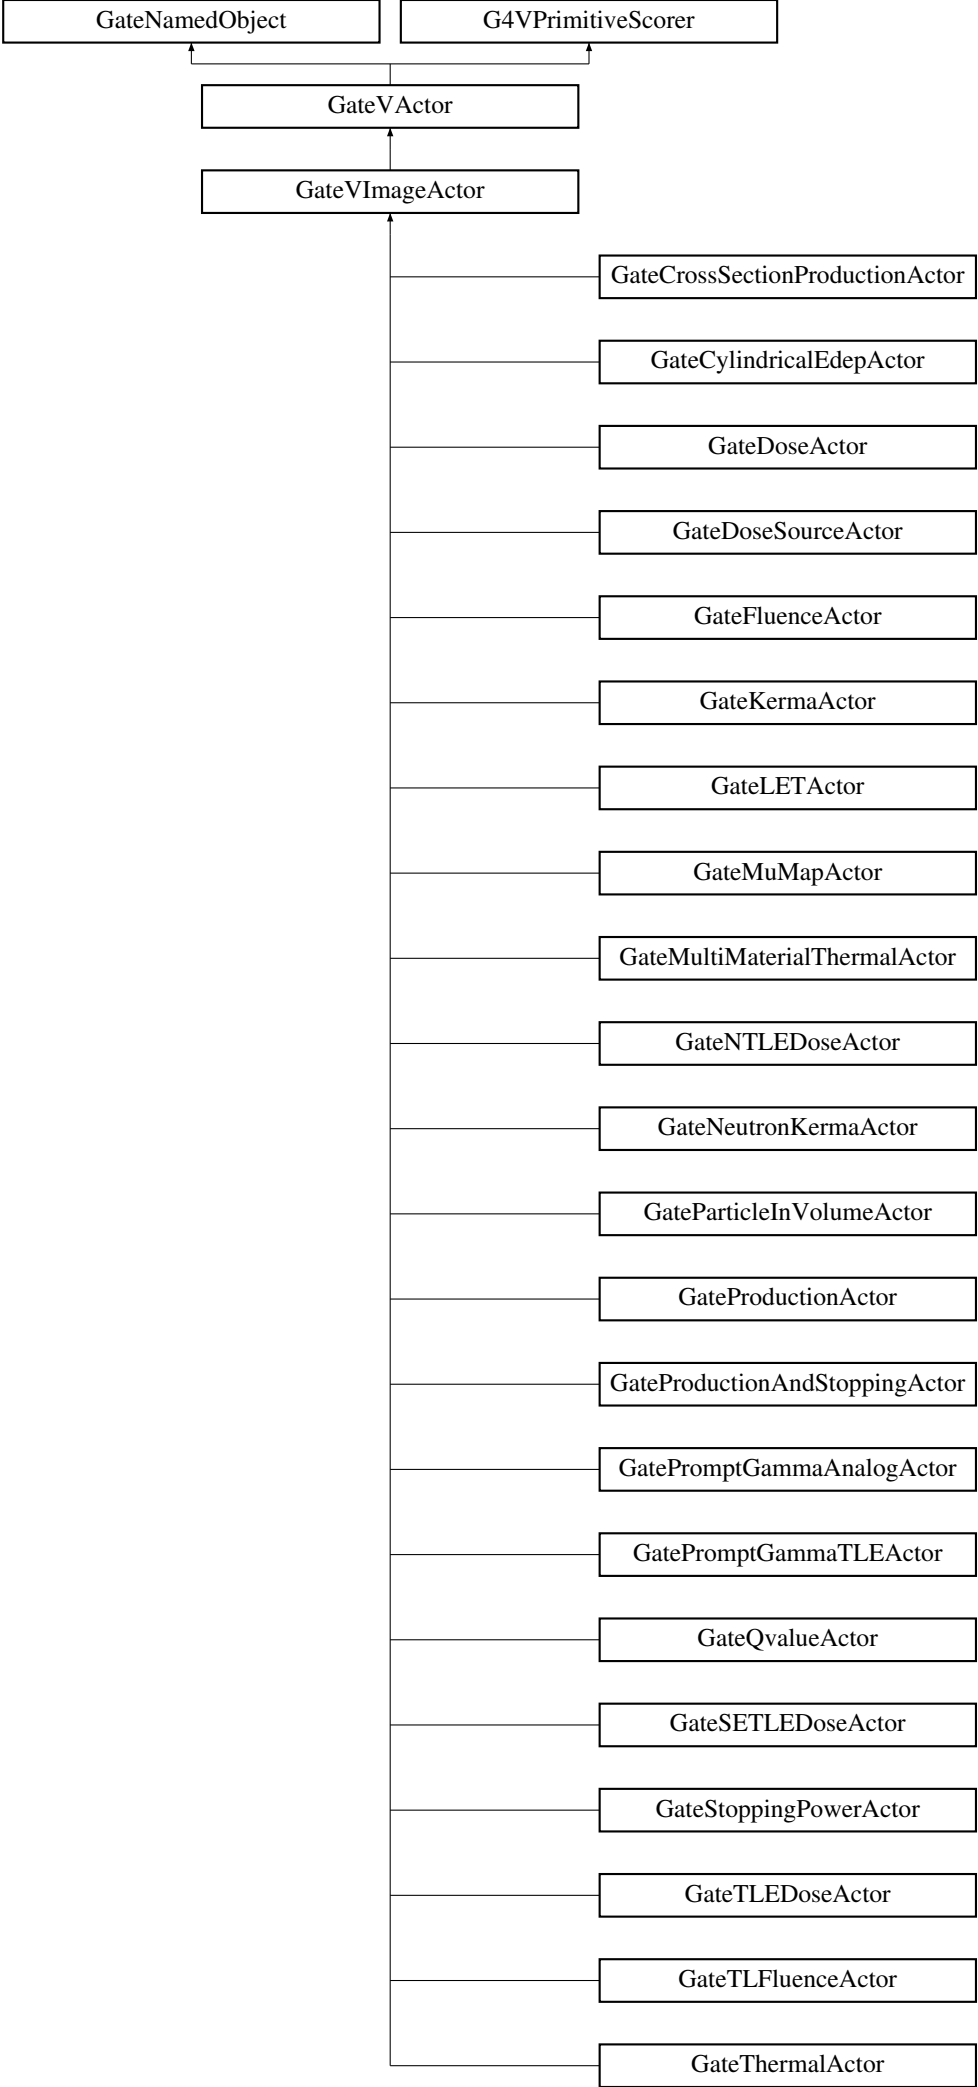 GateNamedObject
G4VPrimitiveScorer
GateVActor
GateVImageActor
GateCrossSectionProductionActor
GateCylindricalEdepActor
GateDoseActor
GateDoseSourceActor
GateFluenceActor
GateKermaActor
GateLETActor
GateMuMapActor
GateMultiMaterialThermalActor
GateNTLEDoseActor
GateNeutronKermaActor
GateParticleInVolumeActor
GateProductionActor
GateProductionAndStoppingActor
GatePromptGammaAnalogActor
GatePromptGammaTLEActor
GateQvalueActor
GateSETLEDoseActor
GateStoppingPowerActor
GateTLEDoseActor
GateTLFluenceActor
GateThermalActor